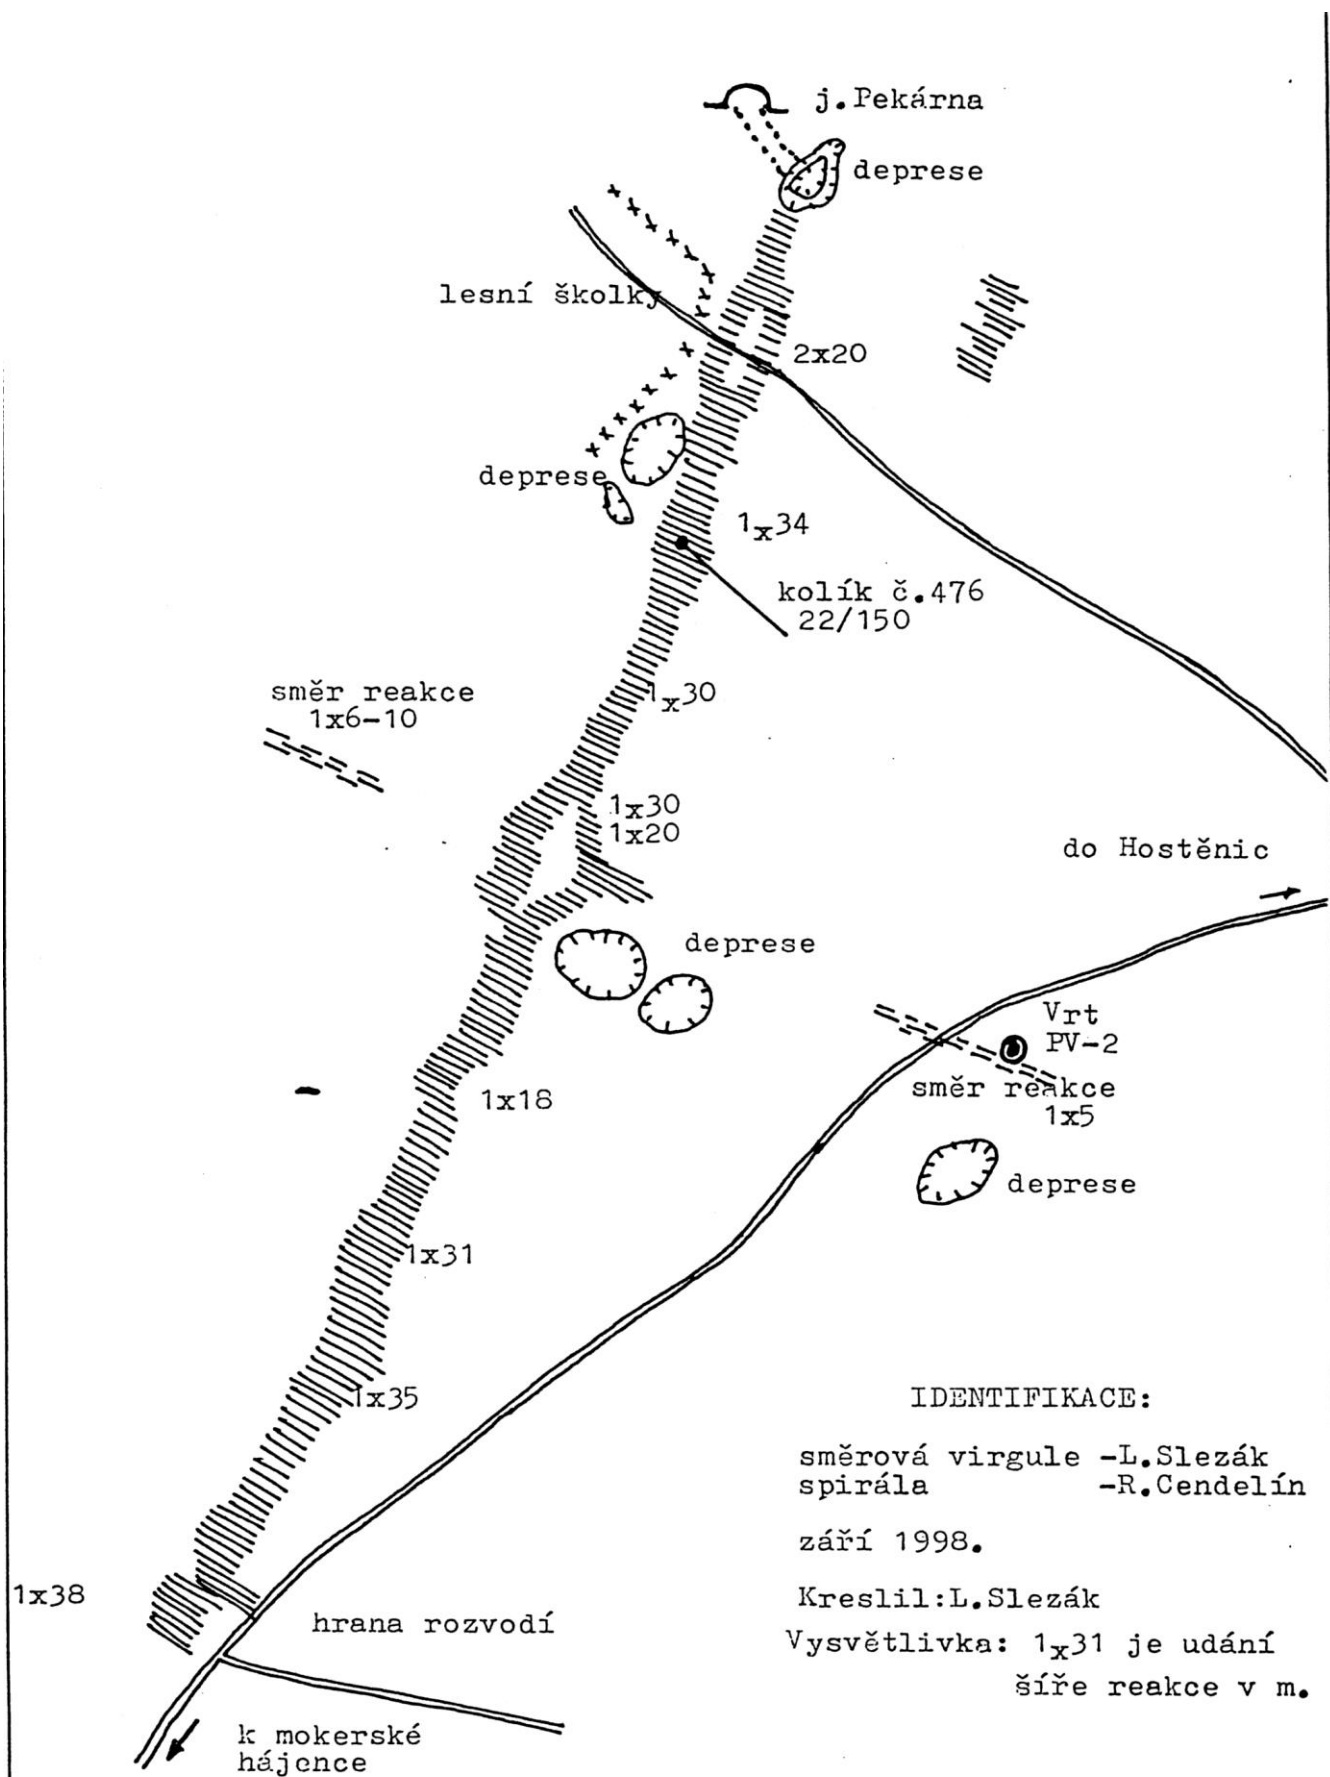 j.Pekárna
deprese
lesní školky
2x20
deprese
1x34
kolík č.476
22/150
směr reakce
1x6-10
1x30
1x30
1x20
do Hostěnic
deprese
Vrt
PV-2
směr reakce
1x5
1x18
deprese
1x31
1x35
IDENTIFIKACE:
směrová virgule -L.Slezák
spirála -R.Cendelín
září 1998.
1x38
Kreslil:L.Slezák
hrana rozvodí
Vysvětlivka: 1x31 je udání
šíře reakce v m.
k mokerské
hájence